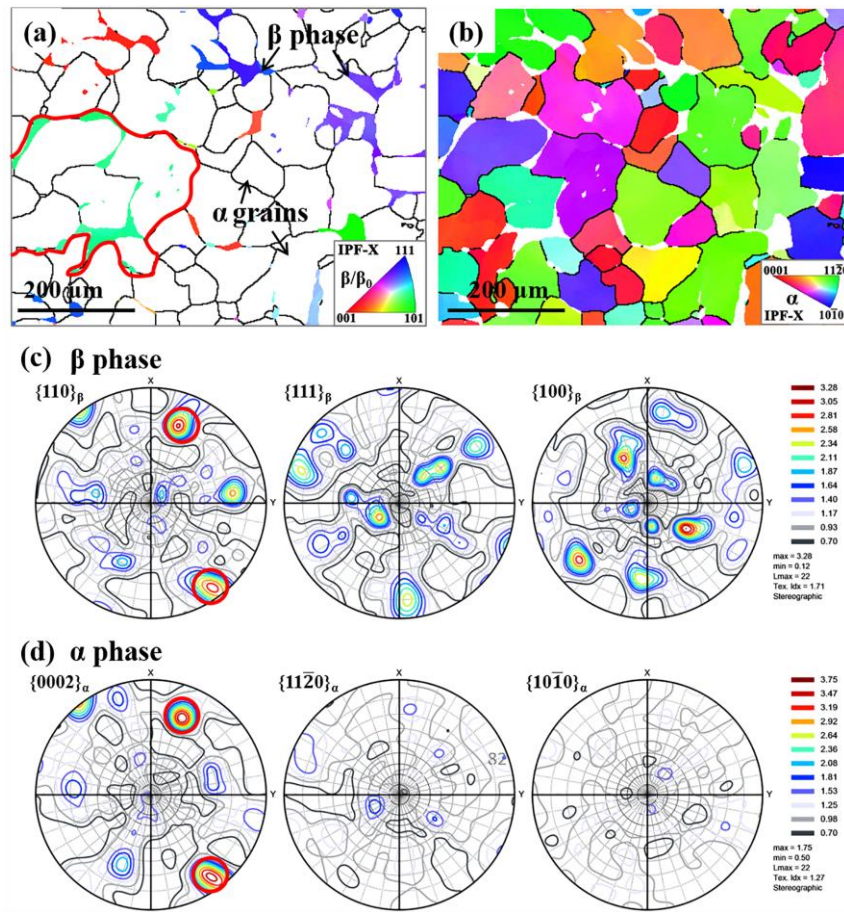 (a)
β phase
α grains
200 μm
IPF-X
111
β/β₀
001
101
(b)
200 μm
0001
112̄0
α
IPF-X
101̄0
(c) β phase
{110}β
X
Y
{111}β
X
Y
{100}β
X
Y
3.28
3.05
2.81
2.58
2.34
2.11
1.87
1.64
1.40
1.17
0.93
0.70
max = 3.28
min = 0.12
Lmax = 22
Tex. Idx = 1.71
Stereographic
(d) α phase
{0002}α
X
Y
{112̄0}α
X
82
Y
{101̄0}α
X
Y
3.75
3.47
3.19
2.92
2.64
2.36
2.08
1.81
1.53
1.25
0.98
0.70
max = 1.75
min = 0.50
Lmax = 22
Tex. Idx = 1.27
Stereographic